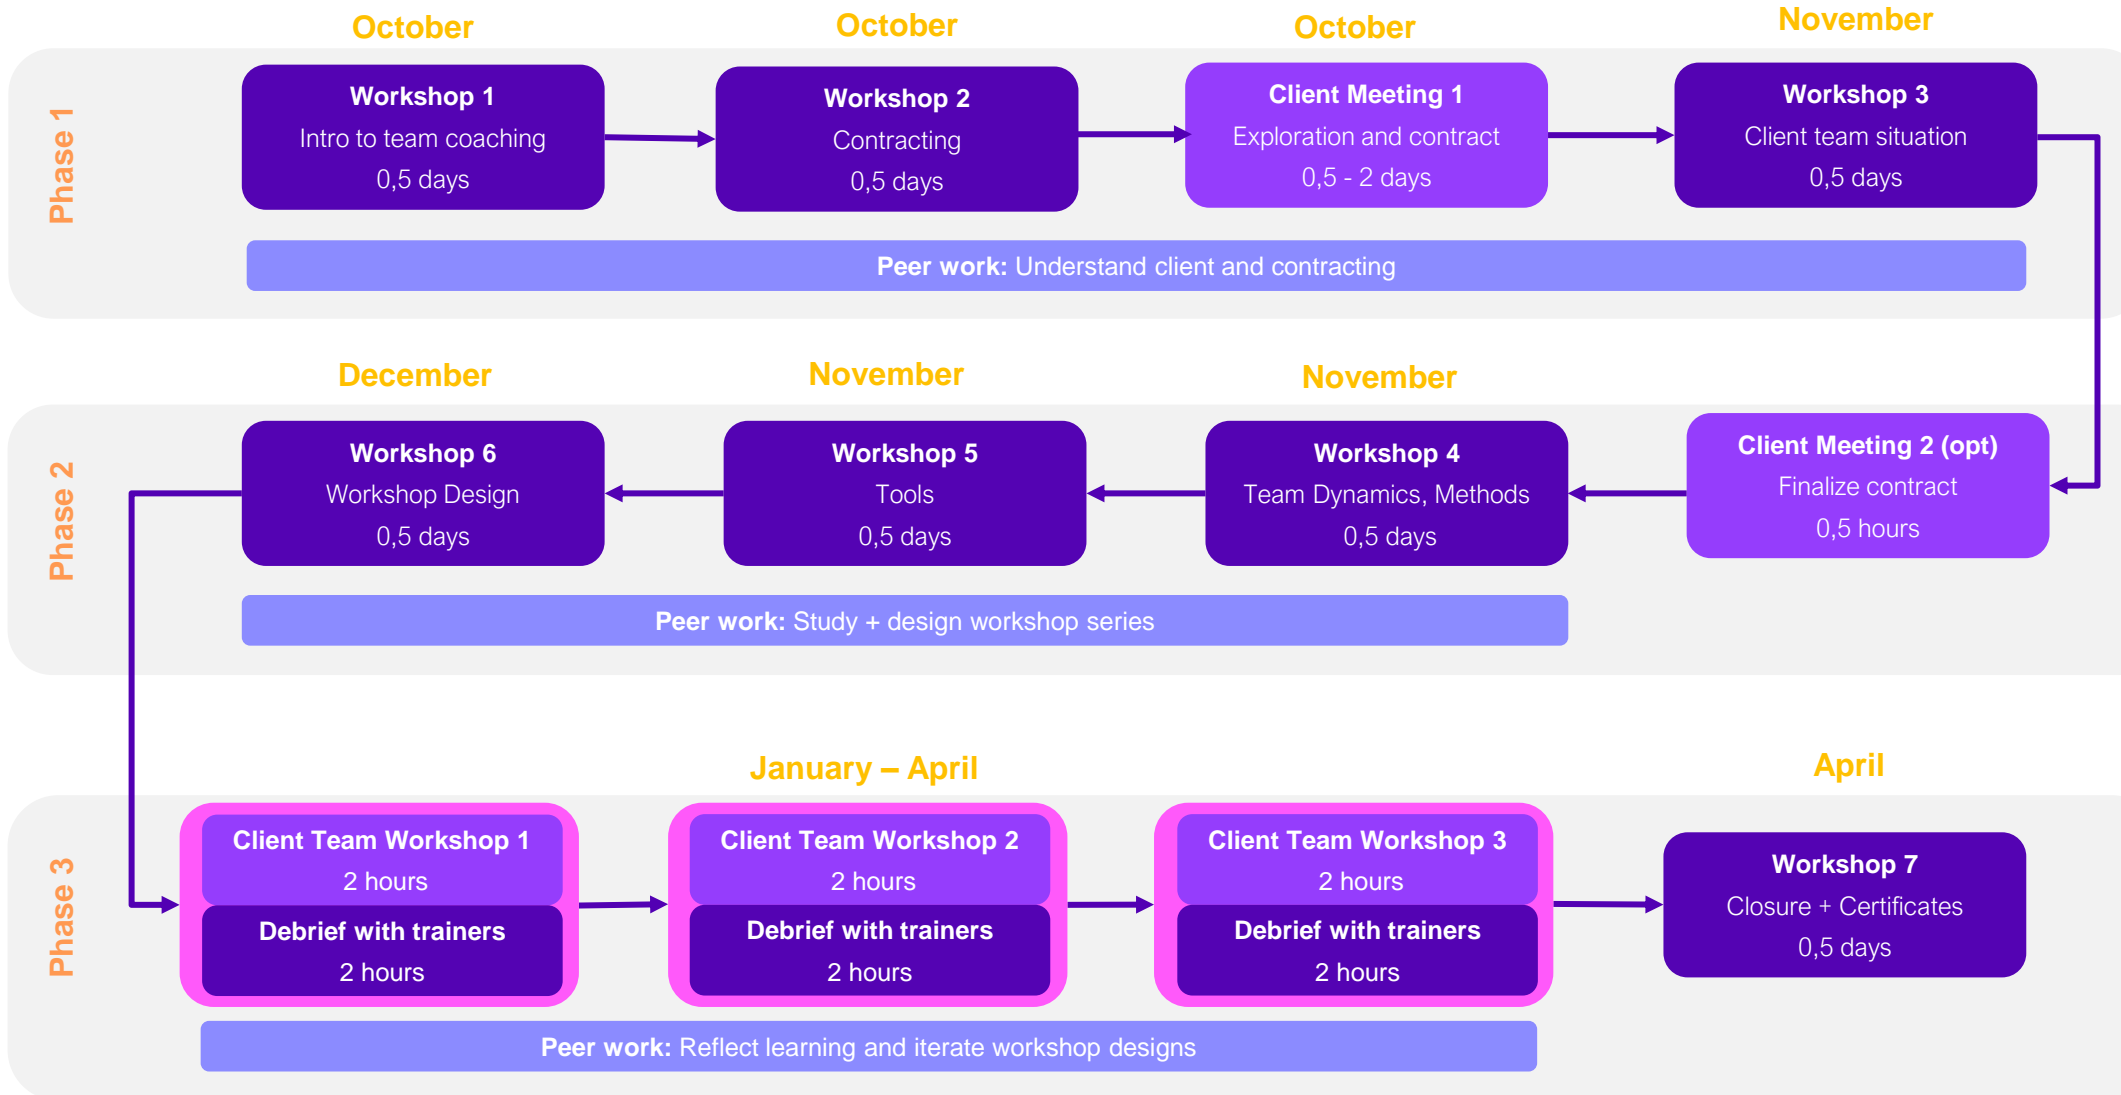 October
October
October
November
Phase 1
Workshop 1
Intro to team coaching
0,5 days
Workshop 2
Contracting
0,5 days
Client Meeting 1
Exploration and contract
0,5 - 2 days
Workshop 3
Client team situation
0,5 days
Peer work: Understand client and contracting
December
November
November
Phase 2
Workshop 6
Workshop Design
0,5 days
Workshop 5
Tools
0,5 days
Workshop 4
Team Dynamics, Methods
0,5 days
Client Meeting 2 (opt)
Finalize contract
0,5 hours
Peer work: Study + design workshop series
January – April
April
Phase 3
Client Team Workshop 1
2 hours
Debrief with trainers
2 hours
Client Team Workshop 2
2 hours
Debrief with trainers
2 hours
Client Team Workshop 3
2 hours
Debrief with trainers
2 hours
Workshop 7
Closure + Certificates
0,5 days
Peer work: Reflect learning and iterate workshop designs